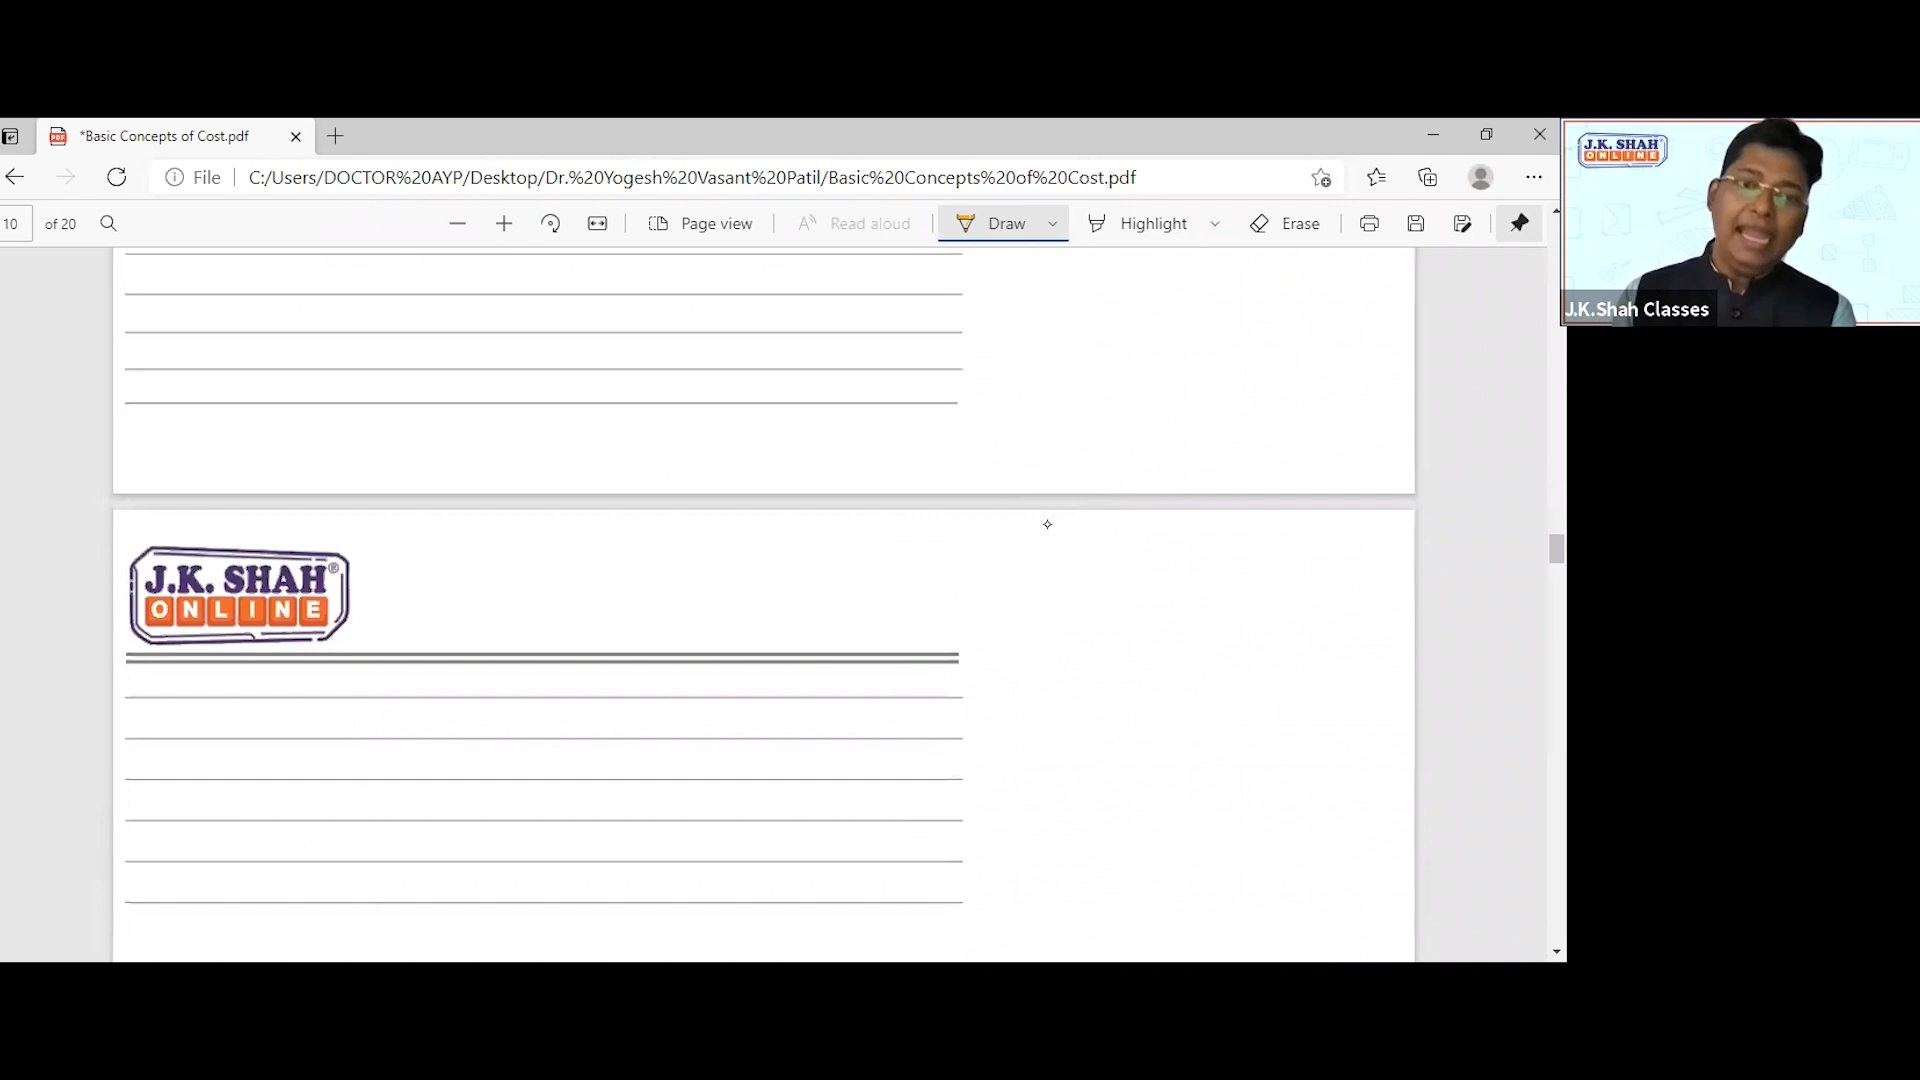 *Basic Concepts of Cost.pdf
File
C:/Users/DOCTOR%20AYP/Desktop/Dr.%20Yogesh%20Vasant%20Patil/Basic%20Concepts%20of%20Cost.pdf
10 of 20
Page view
Read aloud
Draw
Highlight
Erase
J.K. SHAH®
ONLINE
J.K. SHAH
ONLINE
J.K.Shah Classes